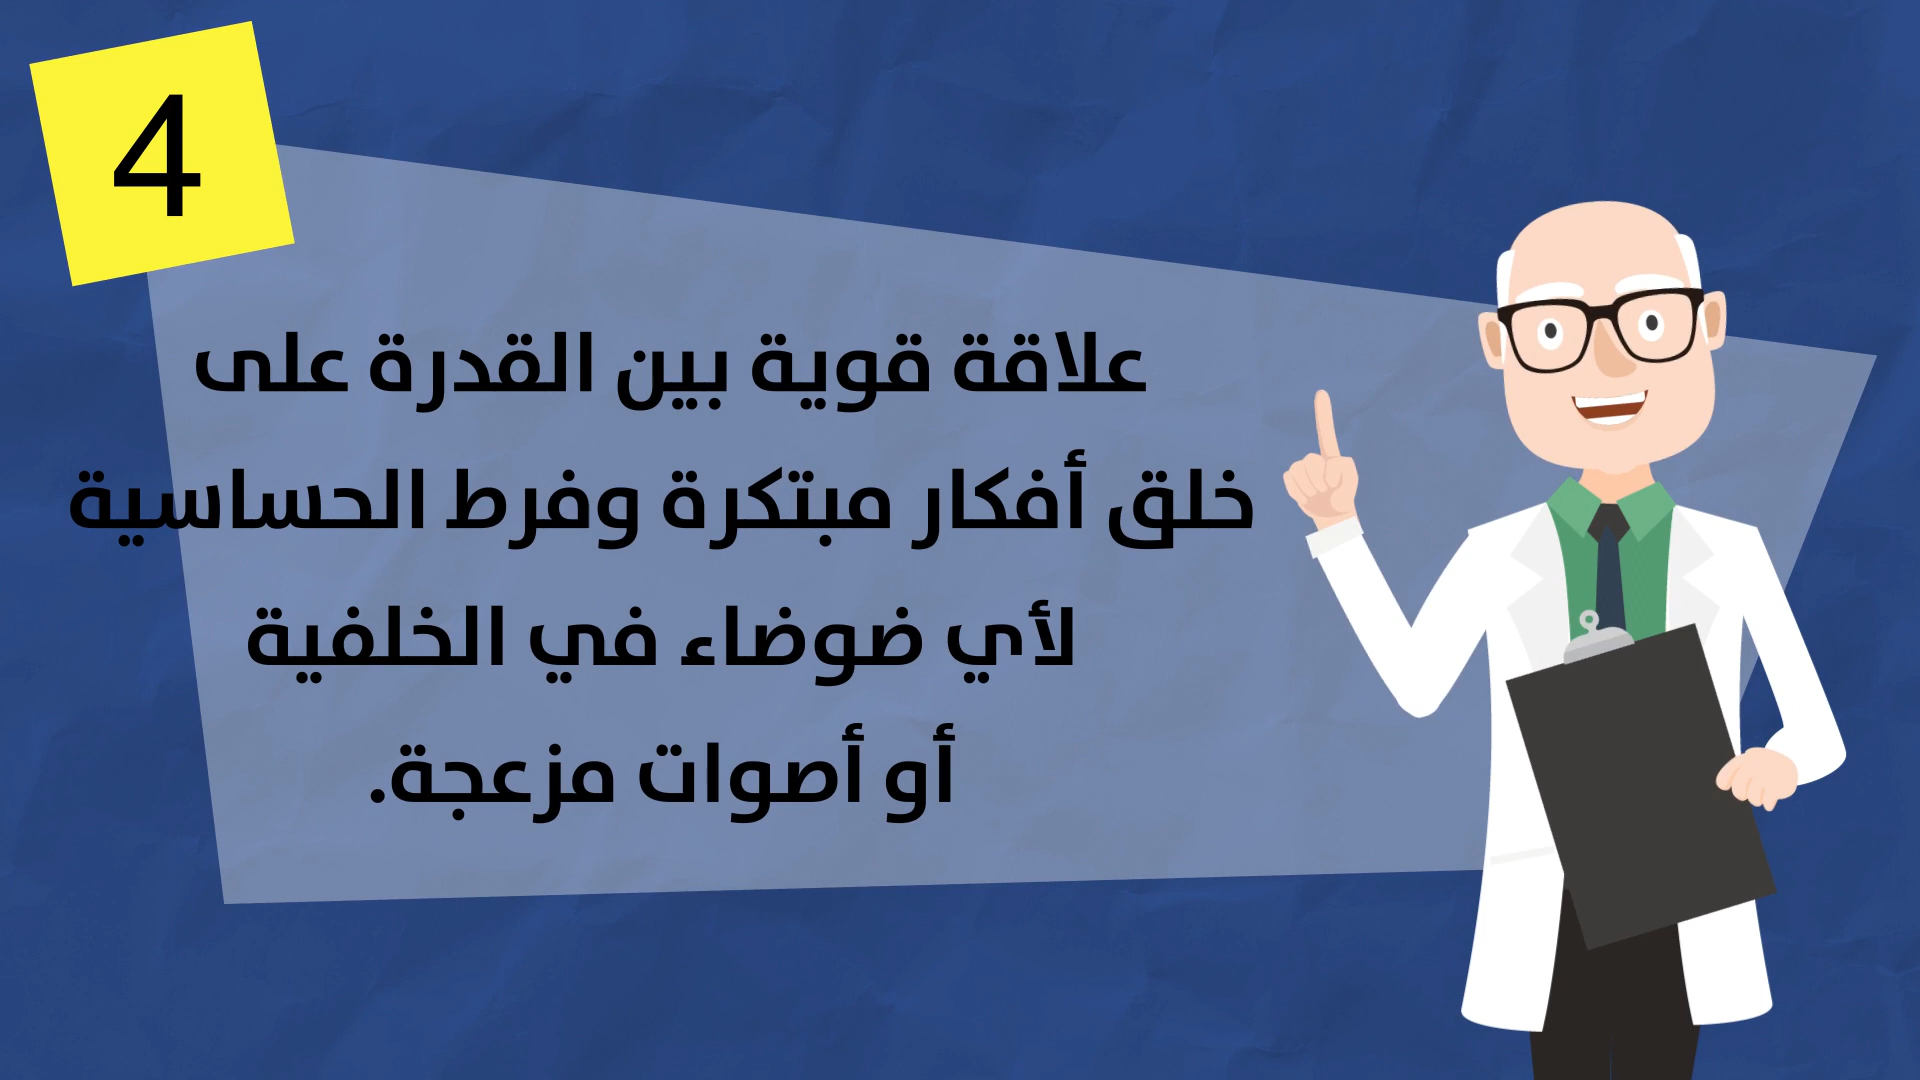 4
علاقة قوية بين القدرة على
خلق أفكار مبتكرة وفرط الحساسية
لأي ضوضاء في الخلفية
أو أصوات مزعجة.